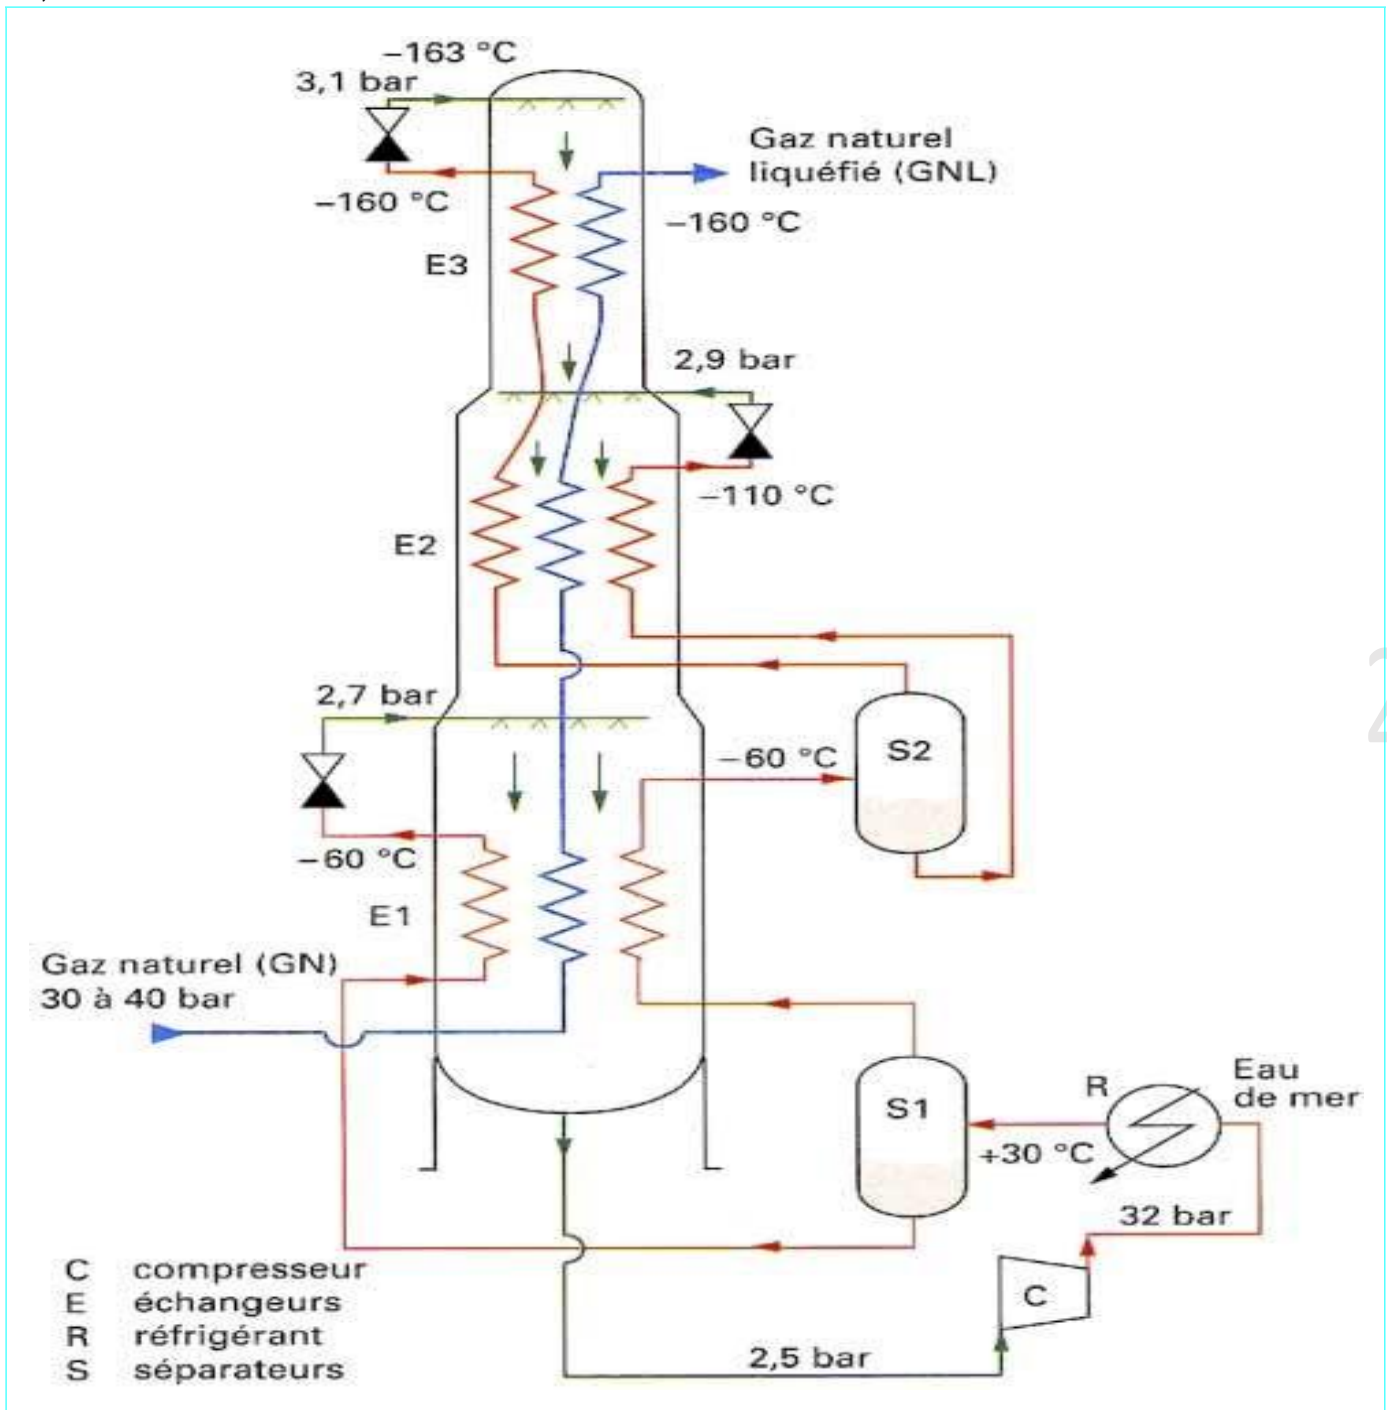 –163 °C
3,1 bar
Gaz naturel
liquéfié (GNL)
–160 °C
–160 °C
E3
2,9 bar
–110 °C
E2
2,7 bar
–60 °C
S2
–60 °C
E1
Gaz naturel (GN)
30 à 40 bar
Eau
de mer
R
S1
+30 °C
32 bar
C compresseur
E échangeurs
R réfrigérant
S séparateurs
C
2,5 bar